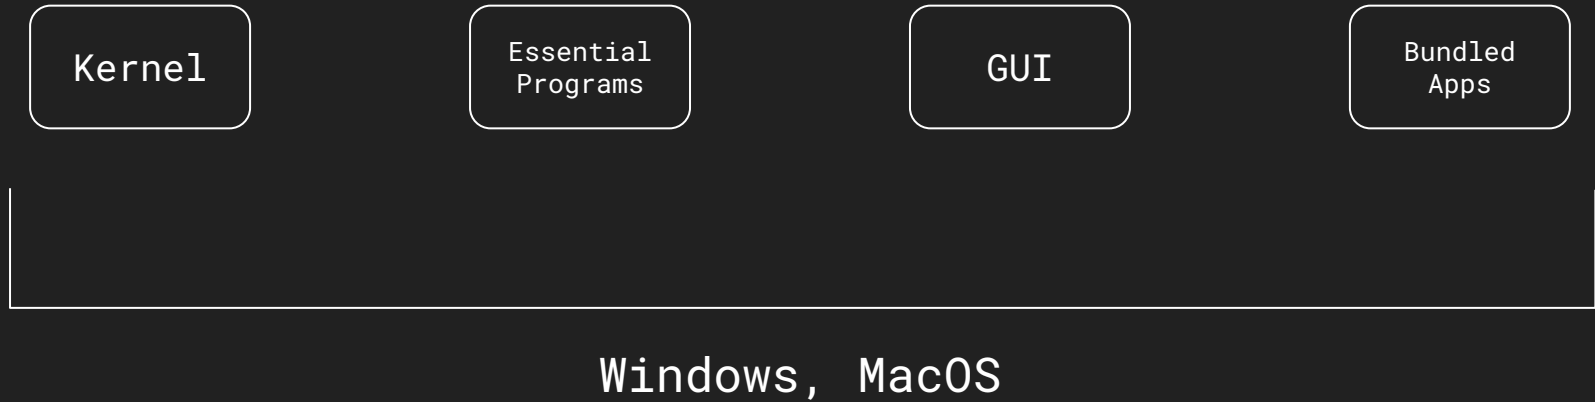 Kernel
Essential
Programs
GUI
Bundled
Apps
Windows, MacOS